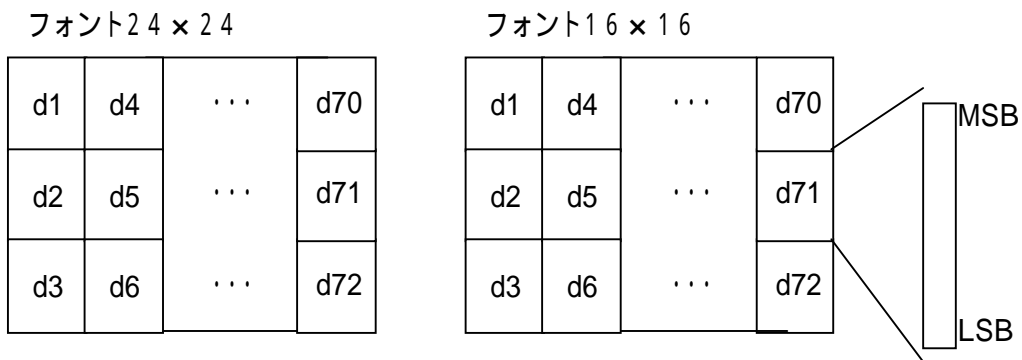 フォント２４×２４
d1 d4 ・・・ d70
d2 d5 ・・・ d71
d3 d6 ・・・ d72
フォント１６×１６
d1 d4 ・・・ d70
d2 d5 ・・・ d71
d3 d6 ・・・ d72
MSB
LSB